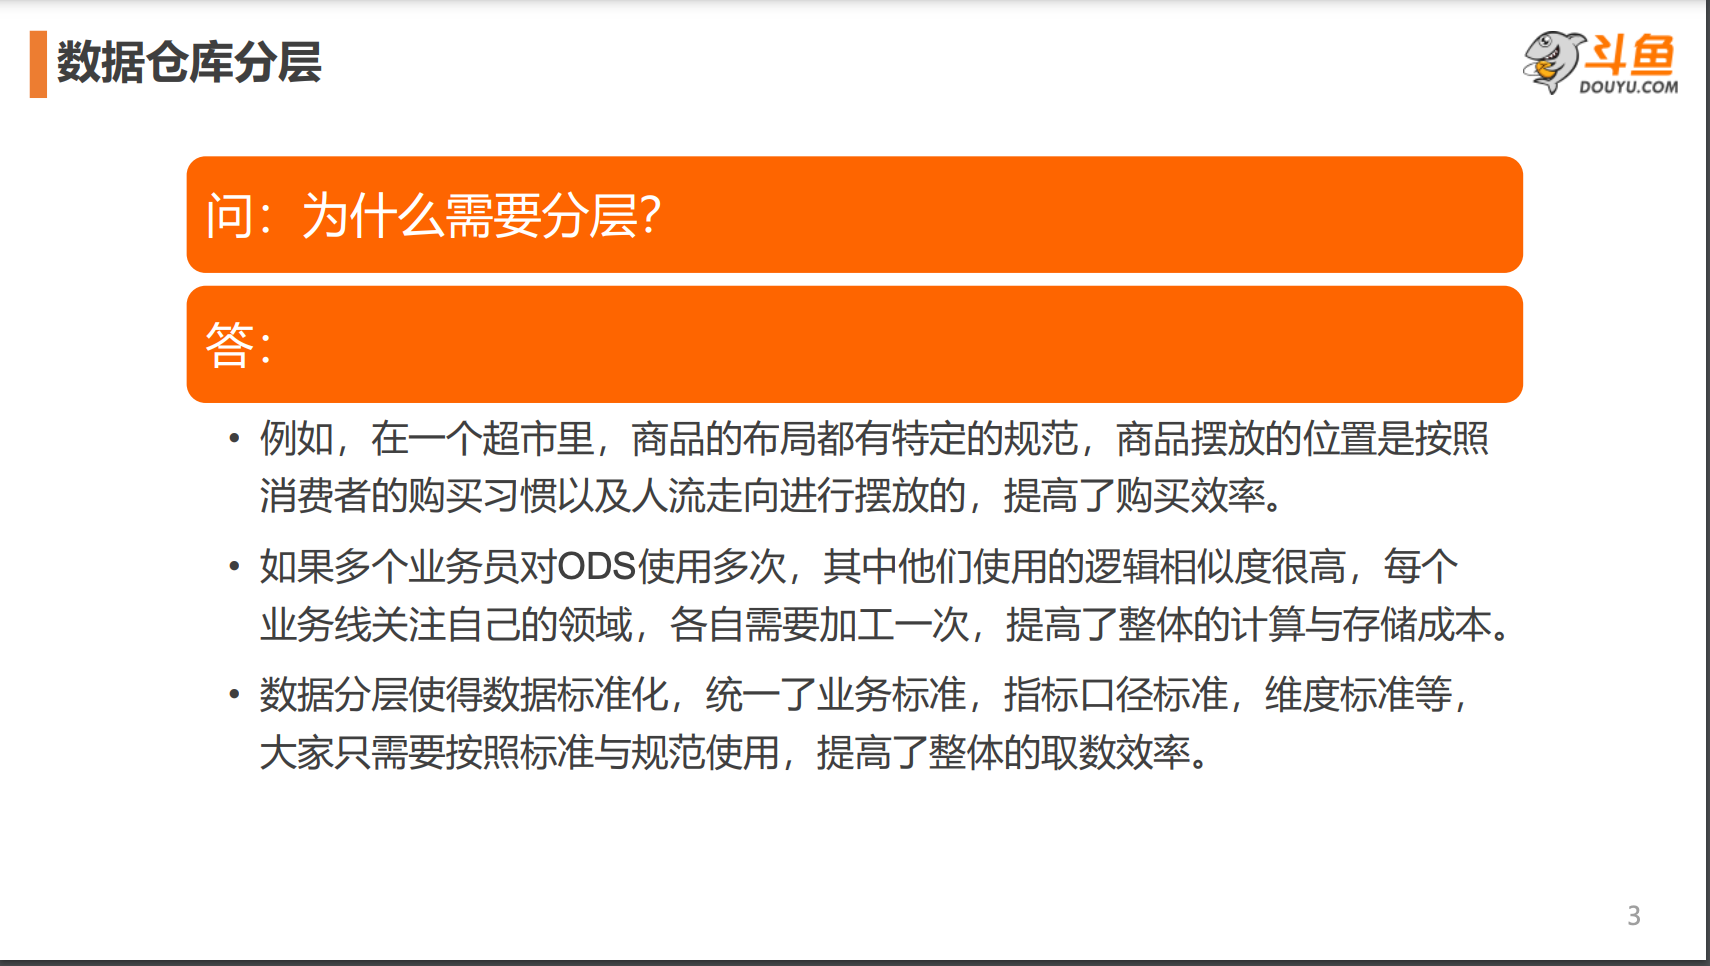 数据仓库分层
斗鱼
DOUYU.COM
问：为什么需要分层？
答：
• 例如，在一个超市里，商品的布局都有特定的规范，商品摆放的位置是按照
消费者的购买习惯以及人流走向进行摆放的，提高了购买效率。
• 如果多个业务员对ODS使用多次，其中他们使用的逻辑相似度很高，每个
业务线关注自己的领域，各自需要加工一次，提高了整体的计算与存储成本。
• 数据分层使得数据标准化，统一了业务标准，指标口径标准，维度标准等，
大家只需要按照标准与规范使用，提高了整体的取数效率。
3